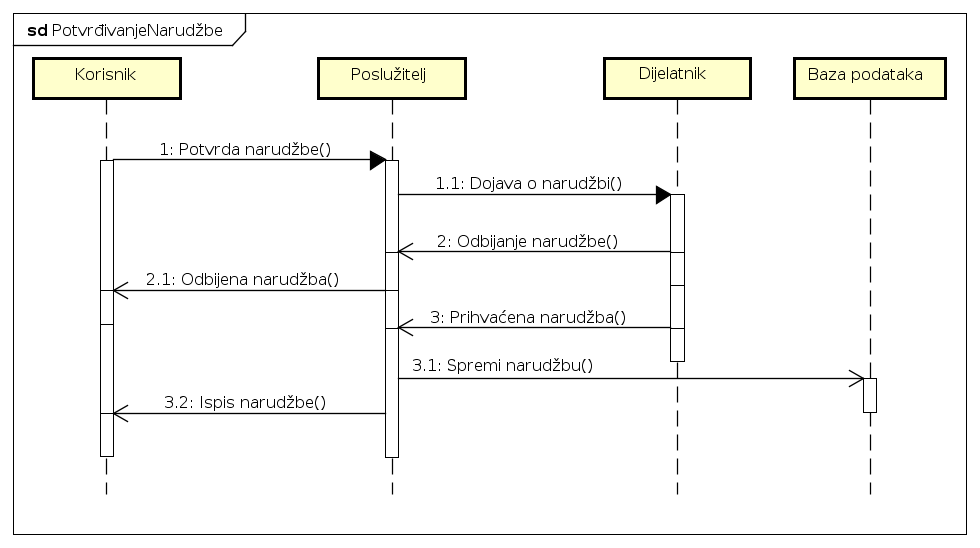 sd PotvrđivanjeNarudžbe
Korisnik
Poslužitelj
Dijelatnik
Baza podataka
1: Potvrda narudžbe()
1.1: Dojava o narudžbi()
2: Odbijanje narudžbe()
2.1: Odbijena narudžba()
3: Prihvaćena narudžba()
3.1: Spremi narudžbu()
3.2: Ispis narudžbe()